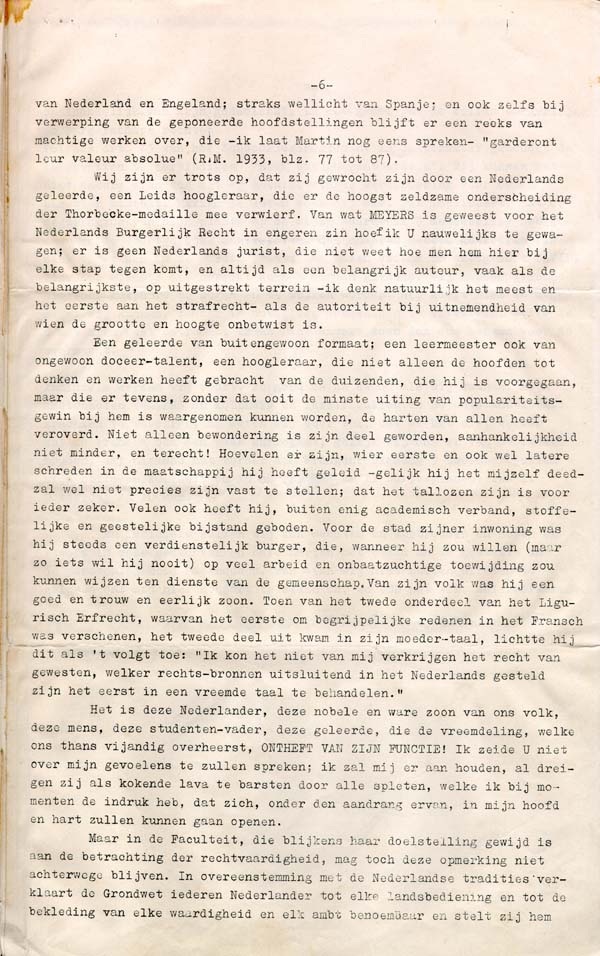 -6-
van Nederland en Engeland; straks wellicht van Spanje; en ook zelfs bij
verwerping van de geponeerde hoofdstellingen blijft er een reeks van
machtige werken over, die -ik laat Martin nog eens spreken- "garderont
leur valeur absolue" (R.M. 1933, blz. 77 tot 87).
Wij zijn er trots op, dat zij gewrocht zijn door een Nederlands
geleerde, een Leids hoogleraar, die er de hoogst zeldzame onderscheiding
der Thorbecke-medaille mee verwierf. Van wat MEYERS is geweest voor het
Nederlands Burgerlijk Recht in engeren zin hoef ik U nauwelijks te gewa-
gen; er is geen Nederlands jurist, die niet weet hoe men hem hier bij
elke stap tegen komt, en altijd als een belangrijk auteur, vaak als de
belangrijkste, op uitgestrekt terrein -ik denk natuurlijk het meest en
het eerste aan het strafrecht- als de autoriteit bij uitnemendheid van
wien de grootte en hoogte onbetwist is.
Een geleerde van buitengewoon formaat; een leermeester ook van
ongewoon doceer-talent, een hoogleraar, die niet alleen de hoofden tot
denken en werken heeft gebracht van de duizenden, die hij is voorgegaan,
maar die er tevens, zonder dat ooit de minste uiting van populariteits-
gewin bij hem is waargenomen kunnen worden, de harten van allen heeft
veroverd. Niet alleen bewondering is zijn deel geworden, aanhankelijkheid
niet minder, en terecht! Hoevelen er zijn, wier eerste en ook wel latere
schreden in de maatschappij hij heeft geleid -gelijk hij het mijzelf deed-
zal wel niet precies zijn vast te stellen; dat het tallozen zijn is voor
ieder zeker. Velen ook heeft hij, buiten enig academisch verband, stoffe-
lijke en geestelijke bijstand geboden. Voor de stad zijner inwoning was
hij steeds een verdienstelijk burger, die, wanneer hij zou willen (maar
zo iets wil hij nooit) op veel arbeid en onbaatzuchtige toewijding zou
kunnen wijzen ten dienste van de gemeenschap.Van zijn volk was hij een
goed en trouw en eerlijk zoon. Toen van het twede onderdeel van het Ligu-
risch Erfrecht, waarvan het eerste om begrijpelijke redenen in het Fransch
was verschenen, het tweede deel uit kwam in zijn moeder-taal, lichtte hij
dit als 't volgt toe: "Ik kon het niet van mij verkrijgen het recht van
gewesten, welker rechts-bronnen uitsluitend in het Nederlands gesteld
zijn het eerst in een vreemde taal te behandelen."
Het is deze Nederlander, deze nobele en ware zoon van ons volk,
deze mens, deze studenten-vader, deze geleerde, die de vreemdeling, welke
ons thans vijandig overheerst, ONTHEFT VAN ZIJN FUNCTIE! Ik zeide U niet
over mijn gevoelens te zullen spreken; ik zal mij er aan houden, al drei-
gen zij als kokende lava te barsten door alle spleten, welke ik bij mo-
menten de indruk heb, dat zich, onder den aandrang ervan, in mijn hoofd
en hart zullen kunnen gaan openen.
Maar in de Faculteit, die blijkens haar doelstelling gewijd is
aan de betrachting der rechtvaardigheid, mag toch deze opmerking niet
achterwege blijven. In overeenstemming met de Nederlandse tradities ver-
klaart de Grondwet iederen Nederlander tot elke landsbediening en tot de
bekleding van elke waardigheid en elk ambt benoembaar en stelt zij hem